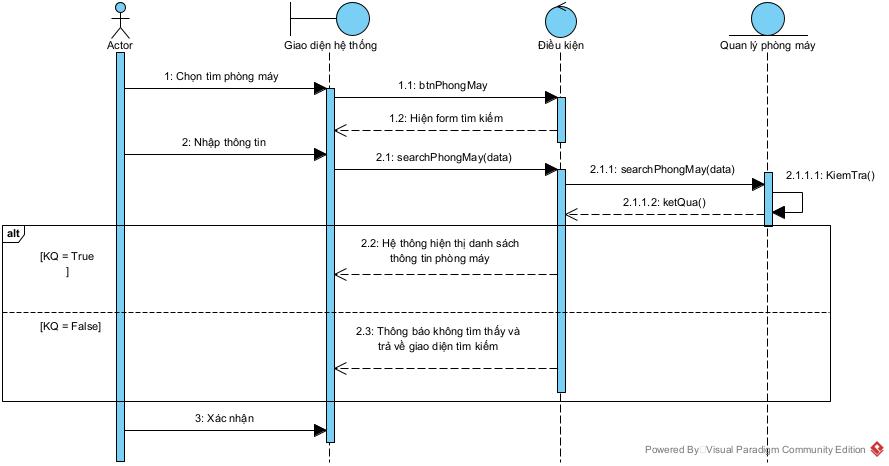 Actor
Giao diện hệ thống
Điều kiện
Quan lý phòng máy
1: Chọn tìm phòng máy
1.1: btnPhongMay
1.2: Hiện form tìm kiếm
2: Nhập thông tin
2.1: searchPhongMay(data)
2.1.1: searchPhongMay(data)
2.1.1.1: KiemTra()
2.1.1.2: ketQua()
alt
[KQ = True
]
2.2: Hệ thông hiện thị danh sách
thông tin phòng máy
[KQ = False]
2.3: Thông báo không tìm thấy và
trả về giao diện tìm kiếm
3: Xác nhận
Powered By Visual Paradigm Community Edition